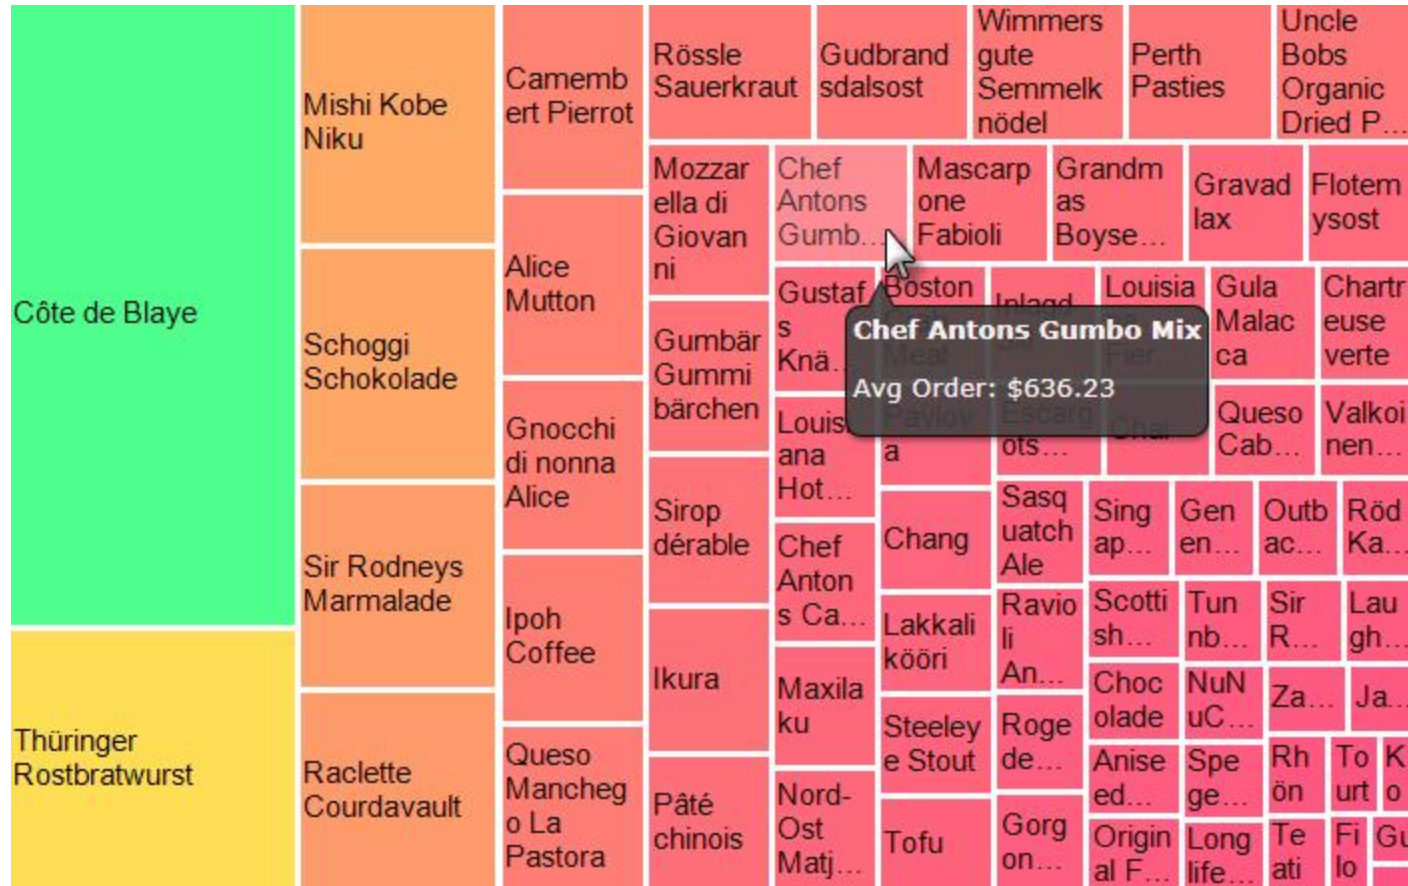 Côte de Blaye
Thüringer
Rostbratwurst
Mishi Kobe
Niku
Schoggi
Schokolade
Sir Rodneys
Marmalade
Raclette
Courdavault
Camemb
ert Pierrot
Alice
Mutton
Gnocchi
di nonna
Alice
Ipoh
Coffee
Queso
Mancheg
o La
Pastora
Rössle
Sauerkraut
Gudbrand
sdalsost
Wimmers
gute
Semmelk
nödel
Perth
Pasties
Uncle
Bobs
Organic
Dried P...
Mozzar
ella di
Giovan
ni
Gumbär
Gummi
bärchen
Sirop
dérable
Ikura
Pâté
chinois
Chef
Antons
Gumb...
Mascarp
one
Fabioli
Grandm
as
Boyse...
Gravad
lax
Flotem
ysost
Gustaf
s
Knä...
Boston
Meal
Inlagd
Louisia
Fier...
Gula
Malac
ca
Chartr
euse
verte
Chef Antons Gumbo Mix
Avg Order: $636.23
Louisi
ana
Hot...
Pavlov
a
Escarg
ots...
Chai
Queso
Cab...
Valkoi
nen...
Chef
Anton
s Ca...
Maxila
ku
Nord-
Ost
Matj...
Chang
Lakkali
kööri
Steeley
e Stout
Tofu
Sasq
uatch
Ale
Ravio
li
An...
Roge
de...
Gorg
on...
Sing
ap...
Gen
en...
Outb
ac...
Röd
Ka...
Scotti
sh...
Tun
nb...
Sir
R...
Lau
gh...
Choc
olade
NuN
uC...
Za...
Ja...
Anise
ed...
Spe
ge...
Rh
ön
To
urt
K
o
Origin
al F...
Long
life...
Te
ati
Fi
lo
Gu